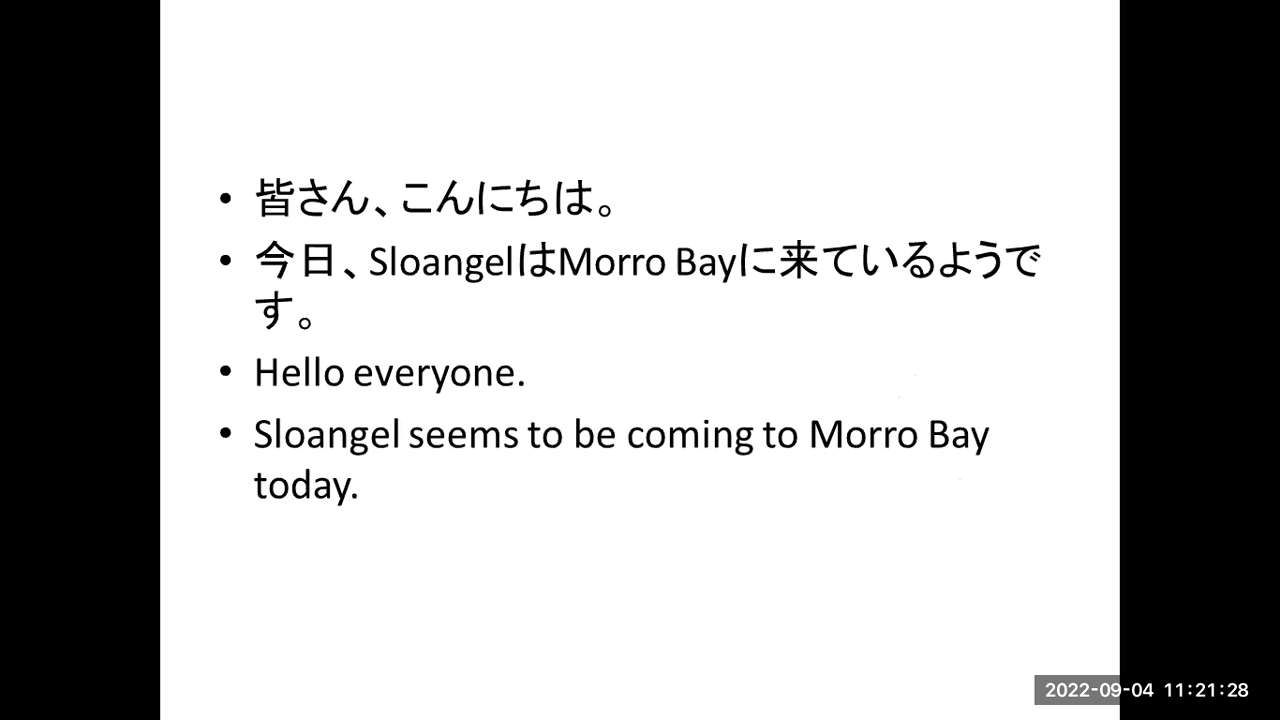 • 皆さん、こんにちは。
• 今日、SloangelはMorro Bayに来ているようで
す。
• Hello everyone.
• Sloangel seems to be coming to Morro Bay
today.
2022-09-04 11:21:28